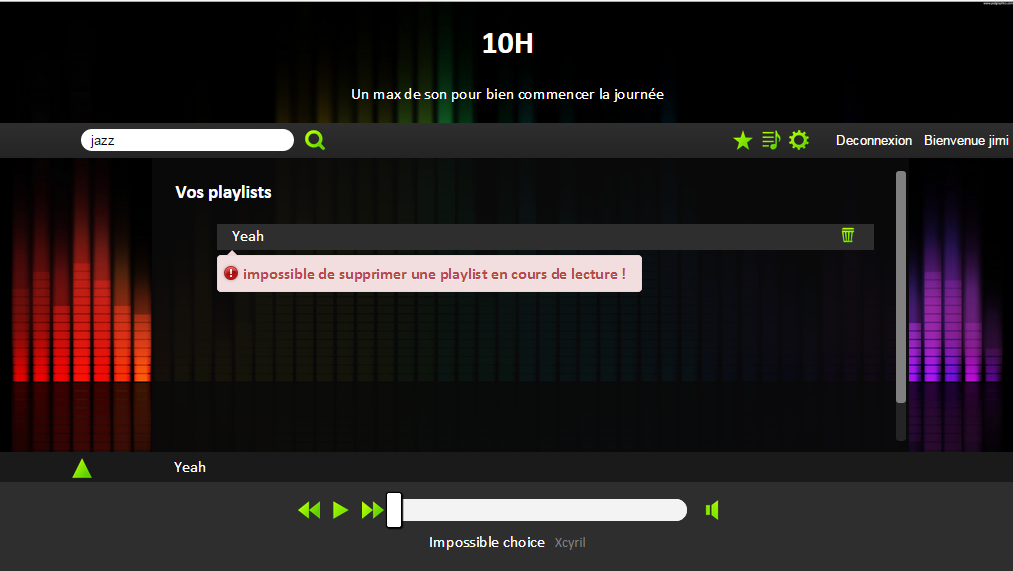 10H
Un max de son pour bien commencer la journée
jazz
Deconnexion Bienvenue jimi
Vos playlists
Yeah
impossible de supprimer une playlist en cours de lecture !
Yeah
Impossible choice Xcyril